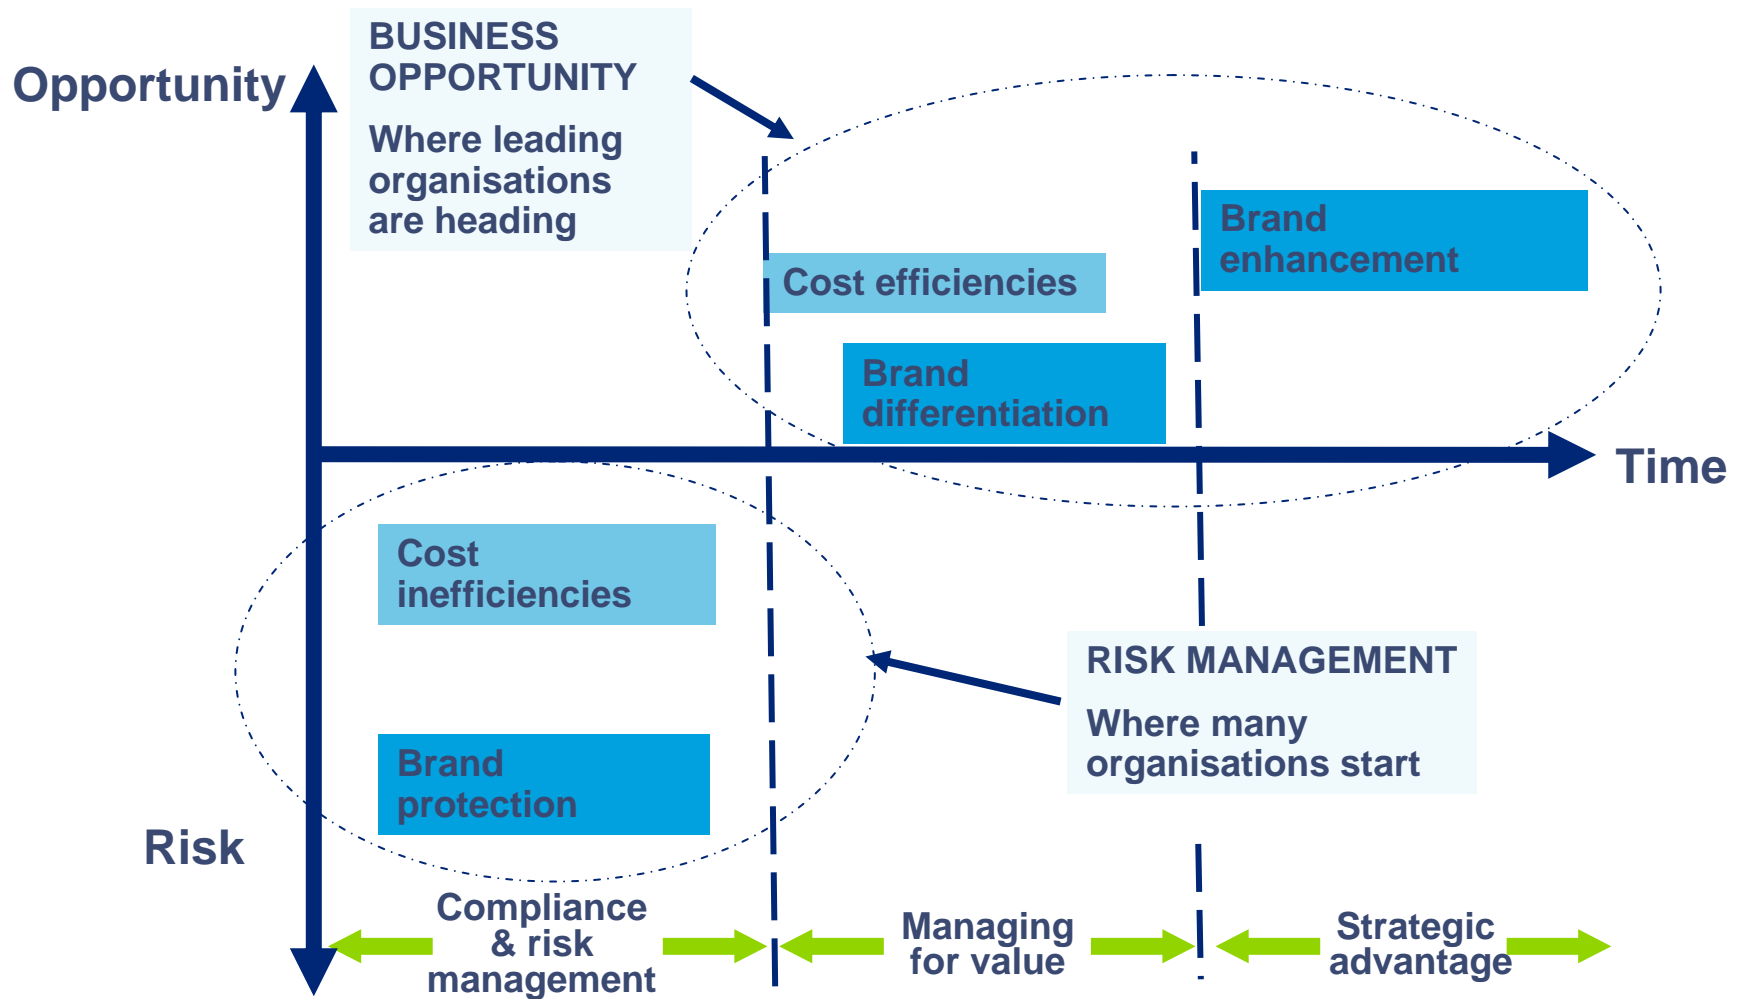 BUSINESS
OPPORTUNITY
Where leading
organisations
are heading
Opportunity
Brand
enhancement
Cost efficiencies
Brand
differentiation
Time
Cost
inefficiencies
RISK MANAGEMENT
Where many
organisations start
Brand
protection
Risk
Compliance
& risk
management
Managing
for value
Strategic
advantage